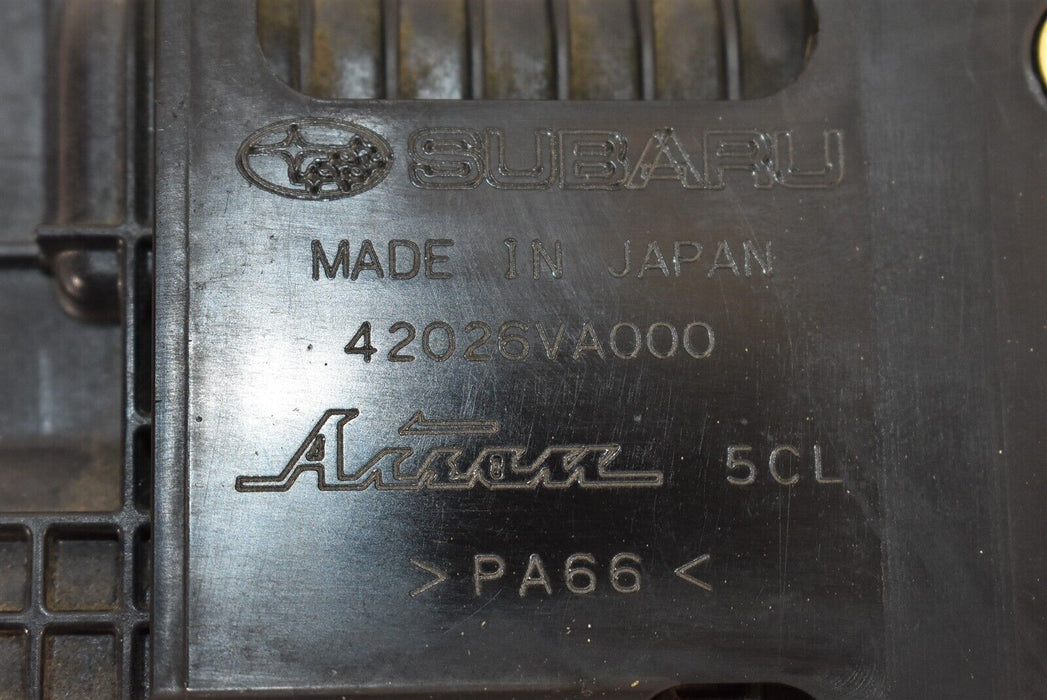 SUBARU
MADE IN JAPAN
42026VA000
5CL
>PA66<